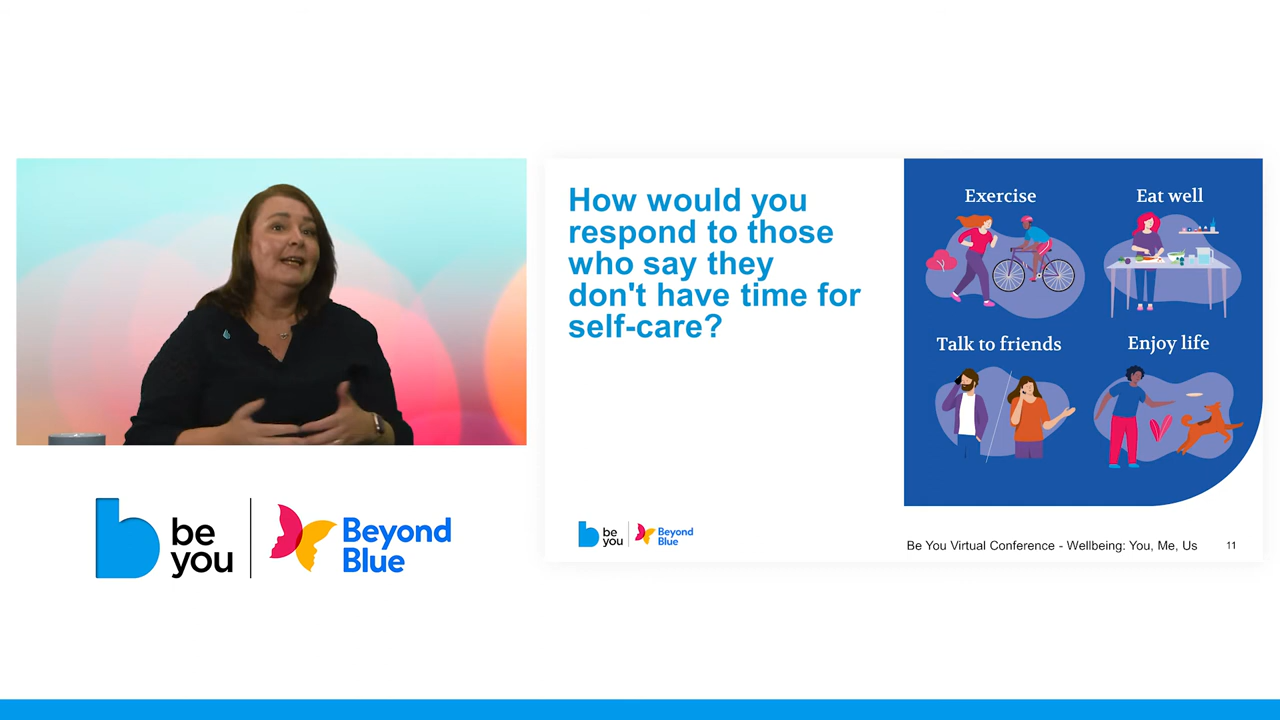 be
you
Beyond
Blue
How would you
respond to those
who say they
don't have time for
self-care?
Exercise
Eat well
Talk to friends
Enjoy life
be
you
Beyond
Blue
Be You Virtual Conference - Wellbeing: You, Me, Us
11